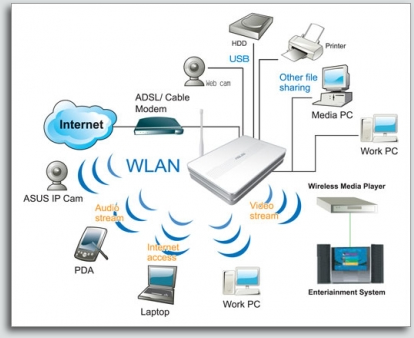 HDD
Printer
USB
Web cam
Other file
sharing
ADSL/ Cable
Modem
Media PC
Internet
WLAN
Work PC
ASUS IP Cam
Wireless Media Player
Audio
stream
Video
stream
Internet
access
PDA
Laptop
Work PC
Enteriainment System